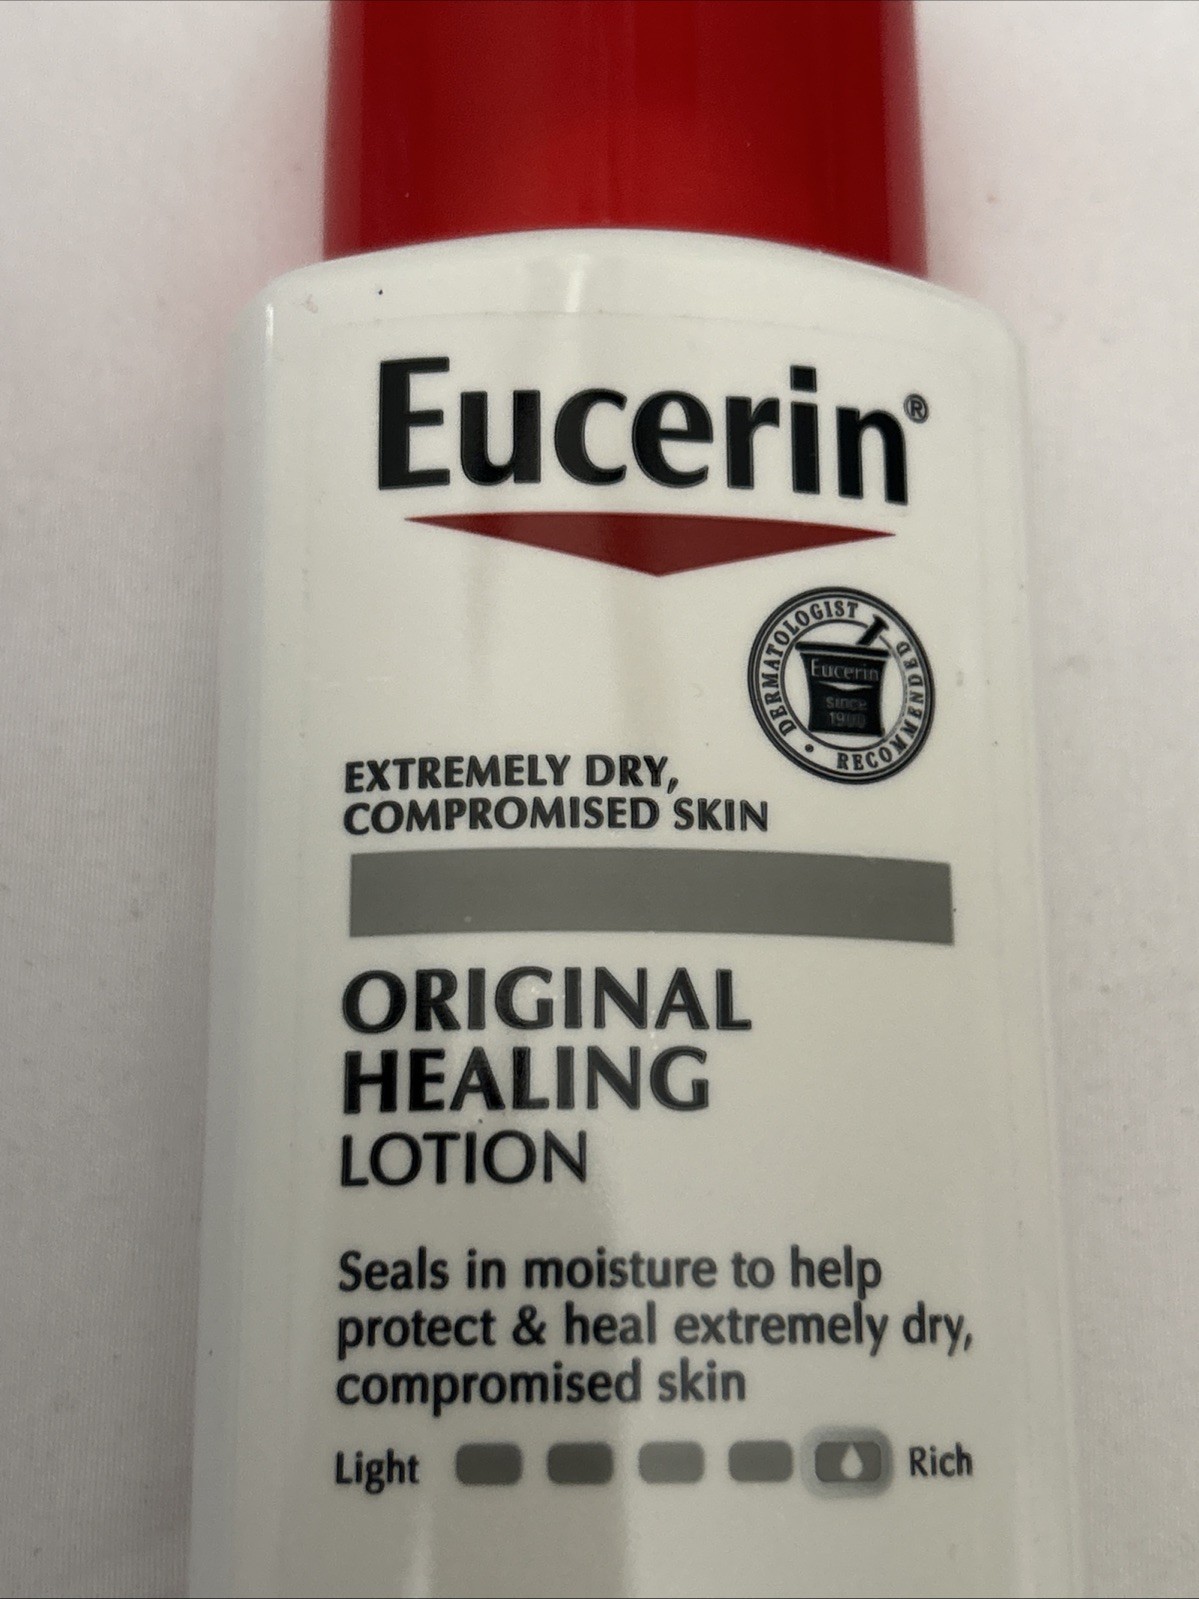 Eucerin®
DERMATOLOGIST RECOMMENDED
Eucerin
since
1900
EXTREMELY DRY,
COMPROMISED SKIN
ORIGINAL
HEALING
LOTION
Seals in moisture to help
protect & heal extremely dry,
compromised skin
Light Rich